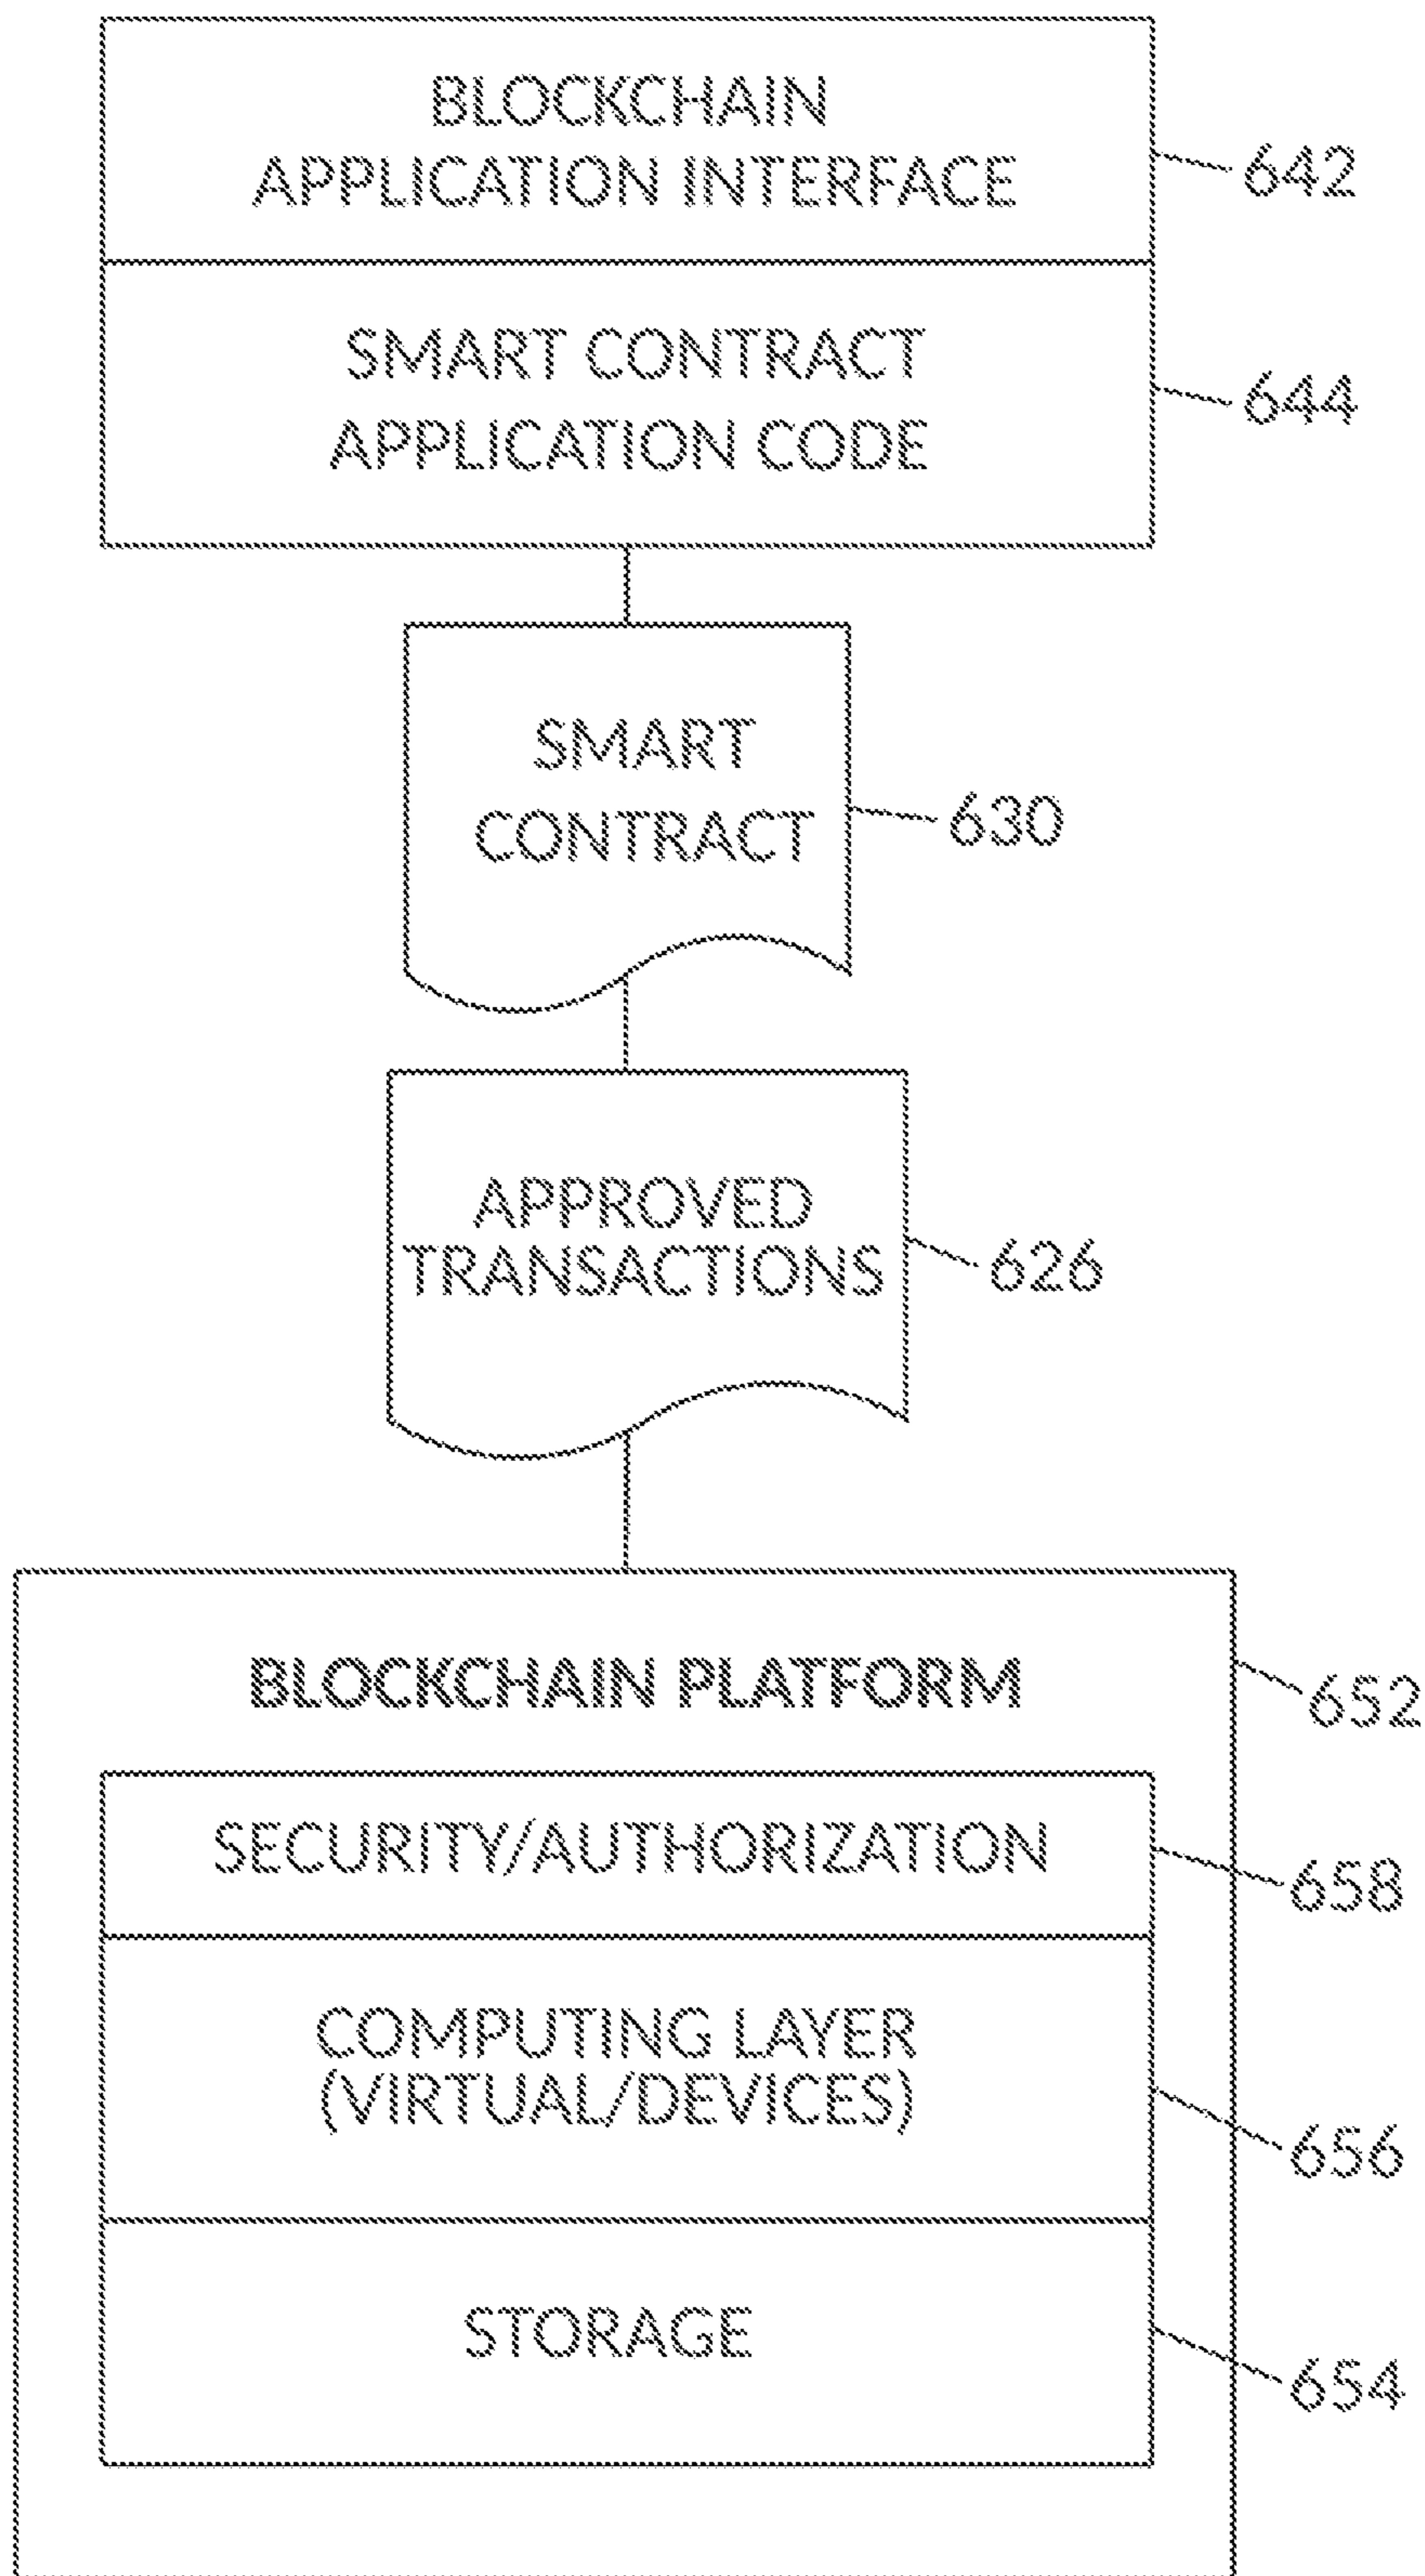 BLOCKCHAIN
APPLICATION INTERFACE
642
SMART CONTRACT
APPLICATION CODE
644
SMART
CONTRACT
630
APPROVED
TRANSACTIONS
626
BLOCKCHAIN PLATFORM
652
SECURITY/AUTHORIZATION
658
COMPUTING LAYER
(VIRTUAL/DEVICES)
656
STORAGE
654